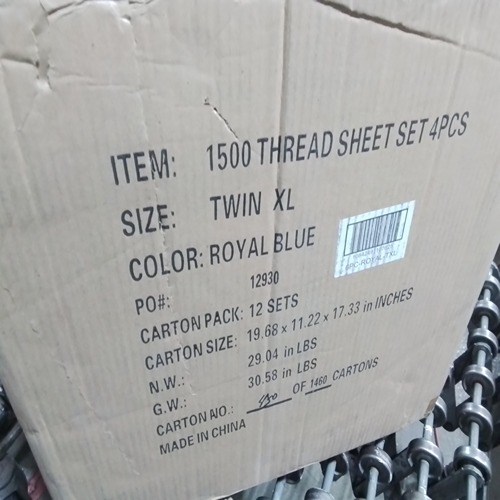 ITEM: 1500 THREAD SHEET SET 4PCS
SIZE: TWIN XL
COLOR: ROYAL BLUE
PO#: 12930
CARTON PACK: 12 SETS
CARTON SIZE: 19.68 x 11.22 x 17.33 in INCHES
N.W.: 29.04 in LBS
G.W.: 30.58 in LBS
CARTON NO.: OF 1460 CARTONS
MADE IN CHINA